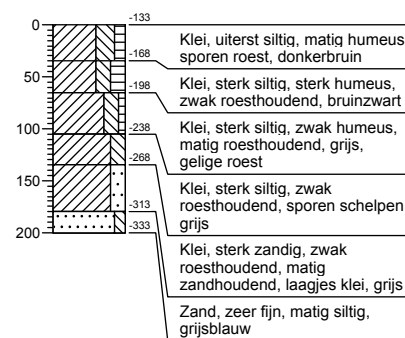 0
-133
Klei, uiterst siltig, matig humeus
sporen roest, donkerbruin
-168
50
Klei, sterk siltig, sterk humeus,
zwak roesthoudend, bruinzwart
-198
100
Klei, sterk siltig, zwak humeus,
matig roesthoudend, grijs,
gelige roest
-238
150
Klei, sterk siltig, zwak
roesthoudend, sporen schelpen
grijs
-268
Klei, sterk zandig, zwak
roesthoudend, matig
zandhoudend, laagjes klei, grijs
-313
200
-333
Zand, zeer fijn, matig siltig,
grijsblauw